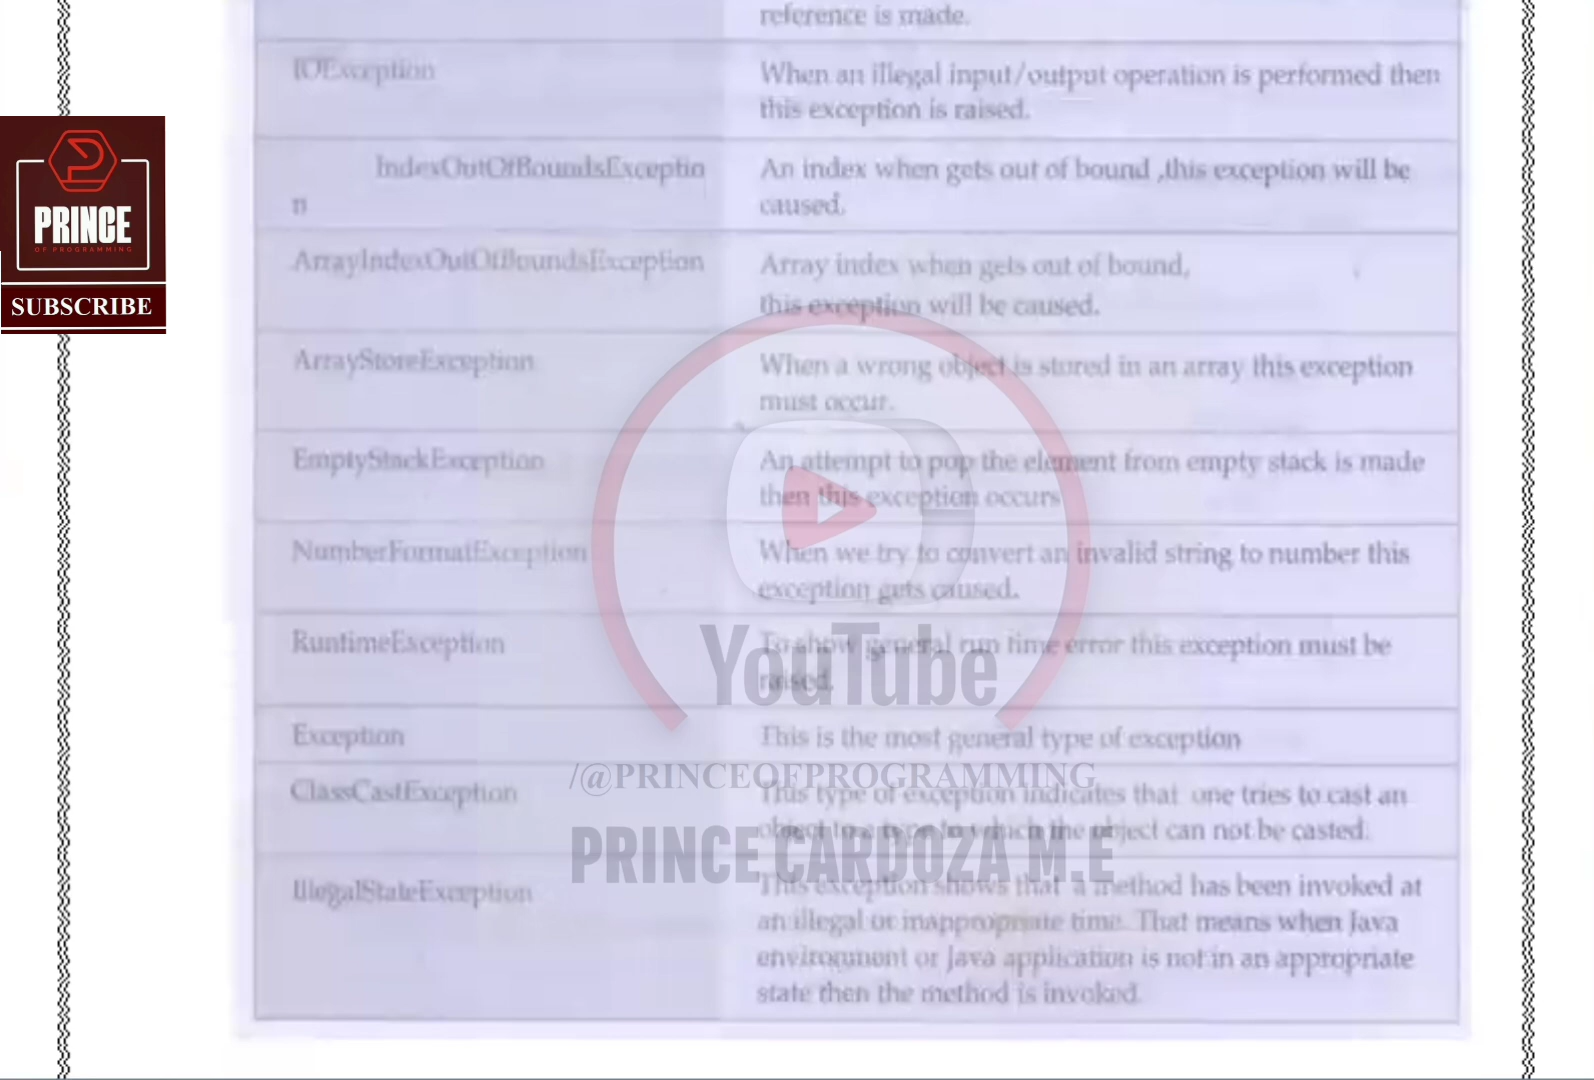 reference is made.
IOException
When an illegal input/output operation is performed then
this exception is raised.
IndexOutOfBoundsExceptio
n
An index when gets out of bound ,this exception will be
caused.
ArrayIndexOutOfBoundsException
Array index when gets out of bound,
this exception will be caused.
ArrayStoreException
When a wrong object is stored in an array this exception
must occur.
EmptyStackException
An attempt to pop the element from empty stack is made
then this exception occurs
NumberFormatException
When we try to convert an invalid string to number this
exception gets caused.
RuntimeException
To show general run time error this exception must be
raised.
Exception
This is the most general type of exception
ClassCastException
This type of exception indicates that one tries to cast an
object to a type to which the object can not be casted.
IllegalStateException
This exception shows that a method has been invoked at
an illegal or inappropriate time. That means when Java
environment or Java application is not in an appropriate
state then the method is invoked.
PRINCE
OF PROGRAMMING
SUBSCRIBE
YouTube
/@PRINCEOFPROGRAMMING
PRINCE CARDOZA M.E